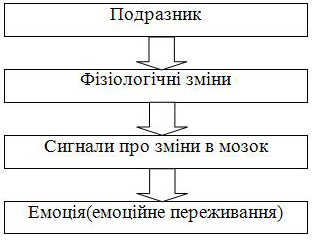 Подразник
Фізіологічні зміни
Сигнали про зміни в мозок
Емоція(емоційне переживання)